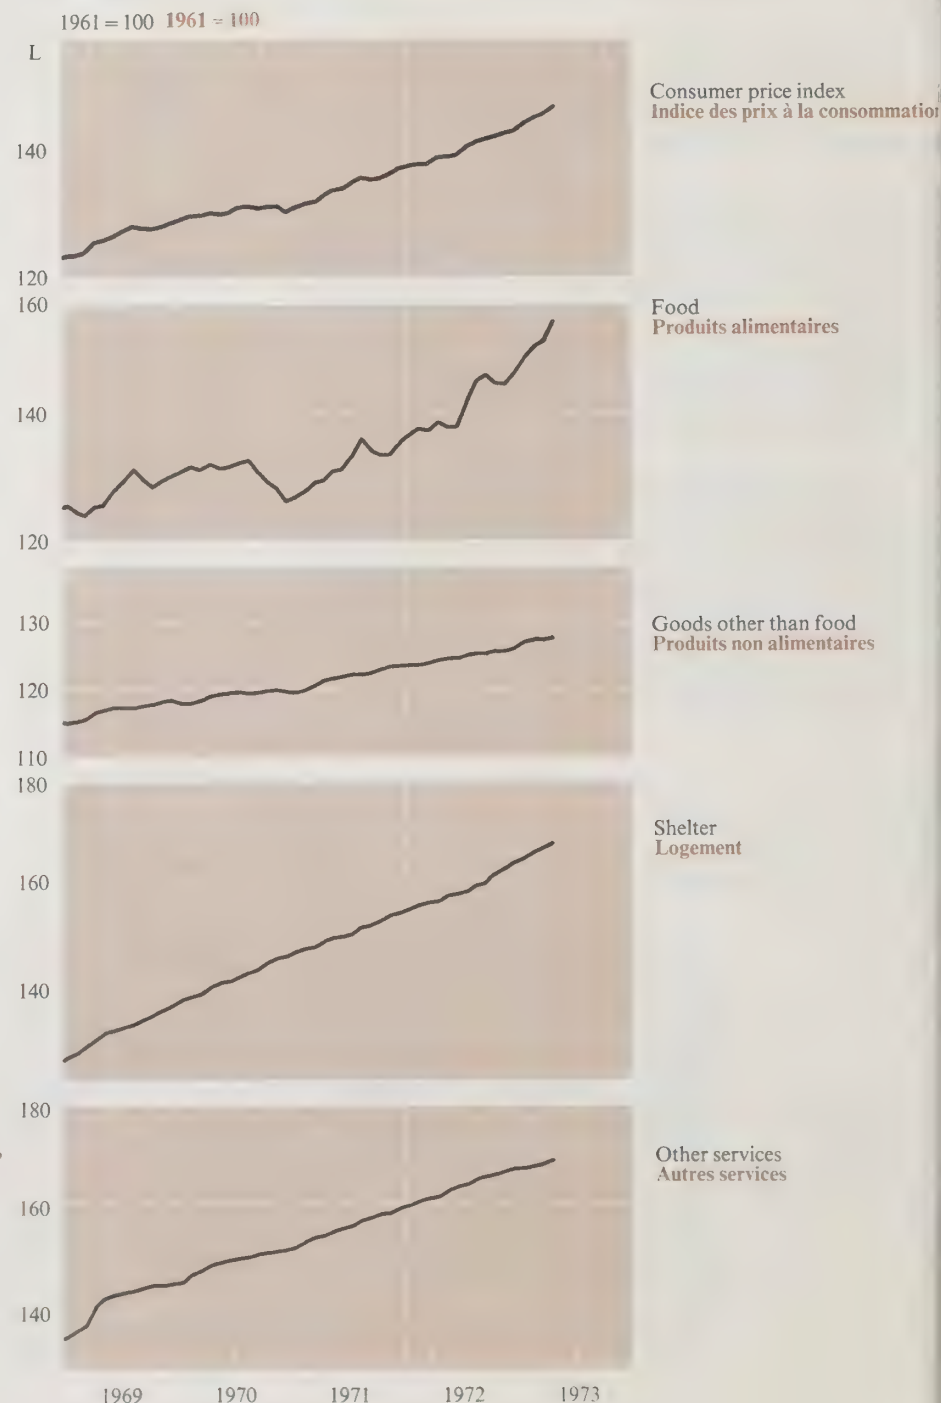 1961 = 100 1961 = 100
L
Consumer price index
Indice des prix à la consommation
140
120
160
Food
Produits alimentaires
140
120
130
Goods other than food
Produits non alimentaires
120
110
180
Shelter
Logement
160
140
180
Other services
Autres services
160
140
1969 1970 1971 1972 1973